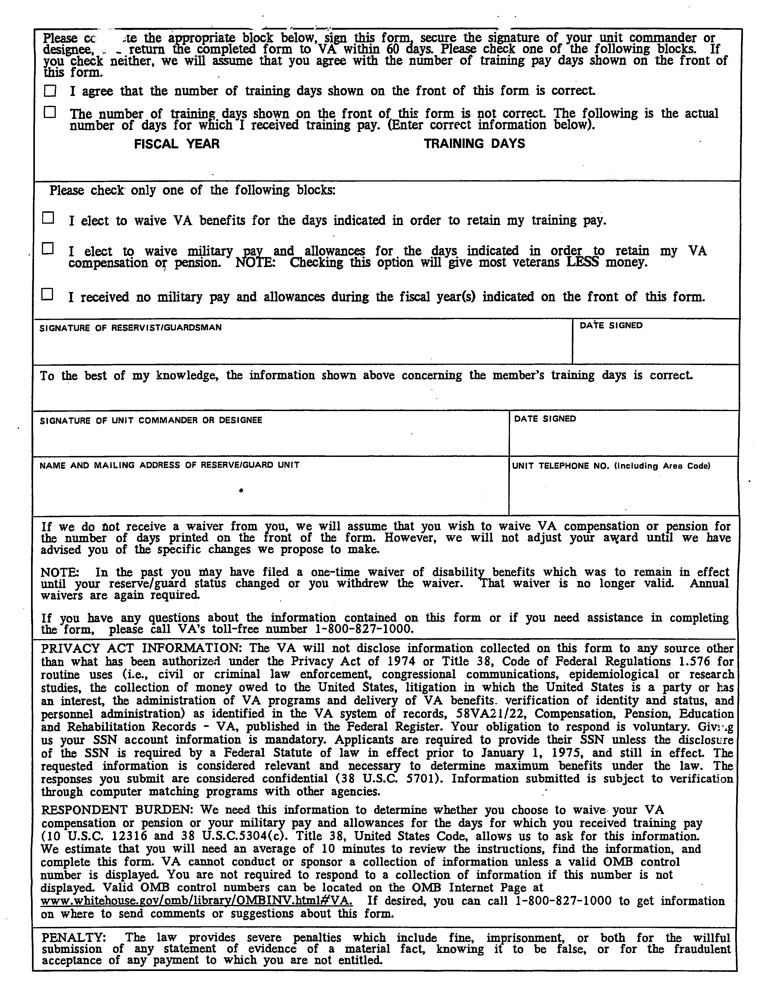 Please te the appropriate block below, sign this form, secure the signature of your unit commander or
designee, return the completed form to VA within 60 days. Please check one of the following blocks. If
you check neither, we will assume that you agree with the number of training pay days shown on the front of
this form.
I agree that the number of training days shown on the front of this form is correct.
The number of training days shown on the front of this form is not correct. The following is the actual
number of days for which I received training pay. (Enter correct information below).
FISCAL YEAR TRAINING DAYS
Please check only one of the following blocks:
I elect to waive VA benefits for the days indicated in order to retain my training pay.
I elect to waive military pay and allowances for the days indicated in order to retain my VA
compensation or pension. NOTE: Checking this option will give most veterans LESS money.
I received no military pay and allowances during the fiscal year(s) indicated on the front of this form.
SIGNATURE OF RESERVIST/GUARDSMAN DATE SIGNED
To the best of my knowledge, the information shown above concerning the member's training days is correct.
SIGNATURE OF UNIT COMMANDER OR DESIGNEE DATE SIGNED
NAME AND MAILING ADDRESS OF RESERVE/GUARD UNIT UNIT TELEPHONE NO. (Including Area Code)
If we do not receive a waiver from you, we will assume that you wish to waive VA compensation or pension for
the number of days printed on the front of the form. However, we will not adjust your award until we have
advised you of the specific changes we propose to make.
NOTE: In the past you may have filed a one-time waiver of disability benefits which was to remain in effect
until your reserve/guard status changed or you withdrew the waiver. That waiver is no longer valid. Annual
waivers are again required.
If you have any questions about the information contained on this form or if you need assistance in completing
the form, please call VA's toll-free number 1-800-827-1000.
PRIVACY ACT INFORMATION: The VA will not disclose information collected on this form to any source other
than what has been authorized under the Privacy Act of 1974 or Title 38, Code of Federal Regulations 1.576 for
routine uses (i.e., civil or criminal law enforcement, congressional communications, epidemiological or research
studies, the collection of money owed to the United States, litigation in which the United States is a party or has
an interest, the administration of VA programs and delivery of VA benefits. verification of identity and status, and
personnel administration) as identified in the VA system of records, 58VA21/22, Compensation, Pension, Education
and Rehabilitation Records - VA, published in the Federal Register. Your obligation to respond is voluntary. Giving
us your SSN account information is mandatory. Applicants are required to provide their SSN unless the disclosure
of the SSN is required by a Federal Statute of law in effect prior to January 1, 1975, and still in effect. The
requested information is considered relevant and necessary to determine maximum benefits under the law. The
responses you submit are considered confidential (38 U.S.C. 5701). Information submitted is subject to verification
through computer matching programs with other agencies.
RESPONDENT BURDEN: We need this information to determine whether you choose to waive your VA
compensation or pension or your military pay and allowances for the days for which you received training pay
(10 U.S.C. 12316 and 38 U.S.C.5304(c). Title 38, United States Code, allows us to ask for this information.
We estimate that you will need an average of 10 minutes to review the instructions, find the information, and
complete this form. VA cannot conduct or sponsor a collection of information unless a valid OMB control
number is displayed. You are not required to respond to a collection of information if this number is not
displayed. Valid OMB control numbers can be located on the OMB Internet Page at
www.whitehouse.gov/omb/library/OMBINV.html#VA. If desired, you can call 1-800-827-1000 to get information
on where to send comments or suggestions about this form.
PENALTY: The law provides severe penalties which include fine, imprisonment, or both for the willful
submission of any statement of evidence of a material fact, knowing it to be false, or for the fraudulent
acceptance of any payment to which you are not entitled.